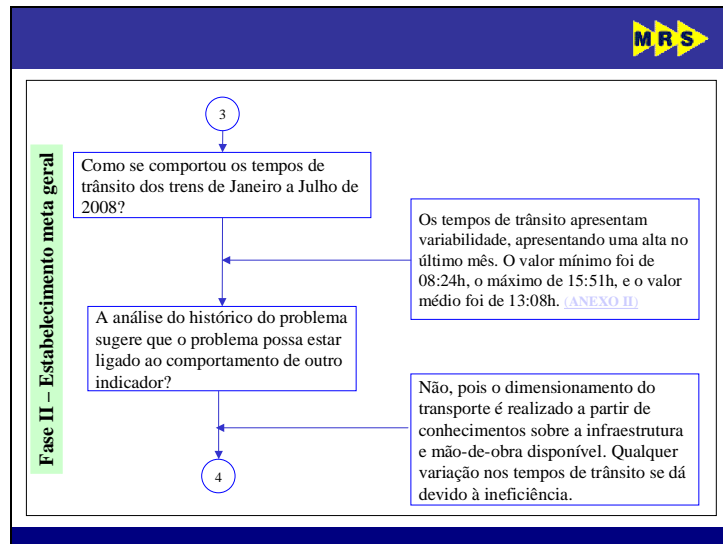 MRS
Fase II – Estabelecimento meta geral
3
Como se comportou os tempos de
trânsito dos trens de Janeiro a Julho de
2008?
Os tempos de trânsito apresentam
variabilidade, apresentando uma alta no
último mês. O valor mínimo foi de
08:24h, o máximo de 15:51h, e o valor
médio foi de 13:08h. (ANEXO II)
A análise do histórico do problema
sugere que o problema possa estar
ligado ao comportamento de outro
indicador?
Não, pois o dimensionamento do
transporte é realizado a partir de
conhecimentos sobre a infraestrutura
e mão-de-obra disponível. Qualquer
variação nos tempos de trânsito se dá
devido à ineficiência.
4